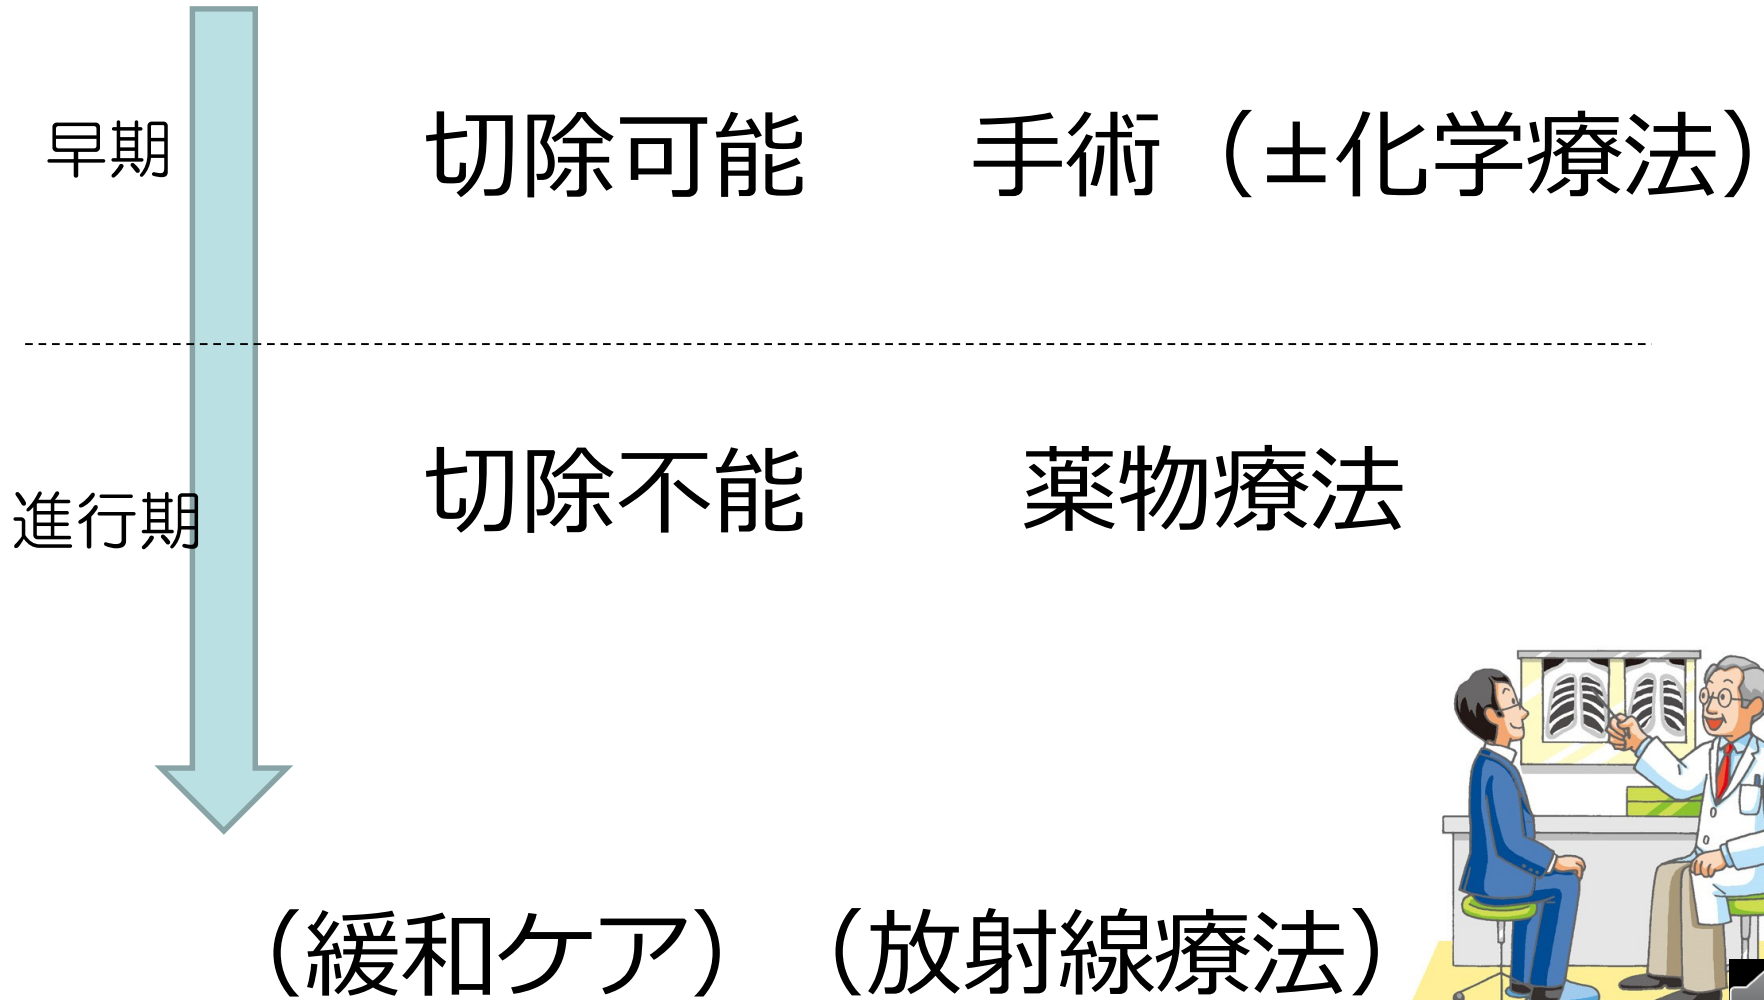 早期 切除可能 手術（±化学療法）
進行期 切除不能 薬物療法
（緩和ケア）（放射線療法）